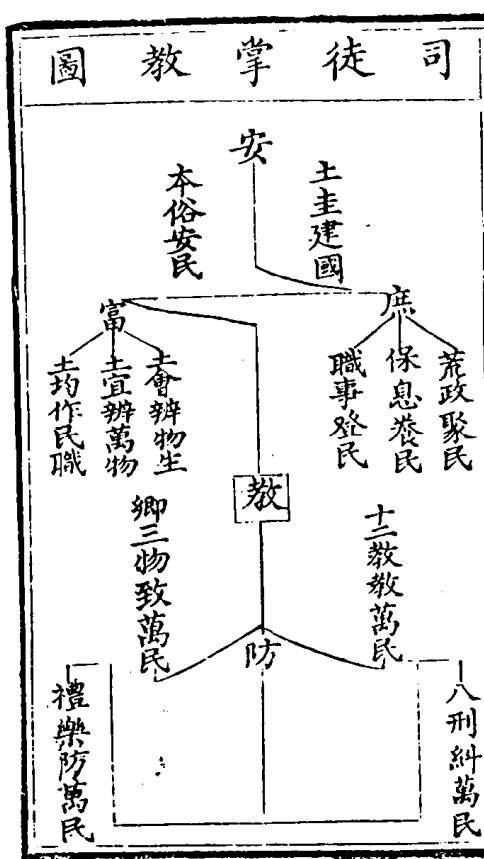 司徒掌教圖
安
土圭建國
本俗安民
庶
荒政聚民
保息養民
職事登民
富
土會辨物生
土宜辨萬物
土均作民職
教
十二教教萬民
鄉三物致萬民
防
八刑糾萬民
禮樂防萬民